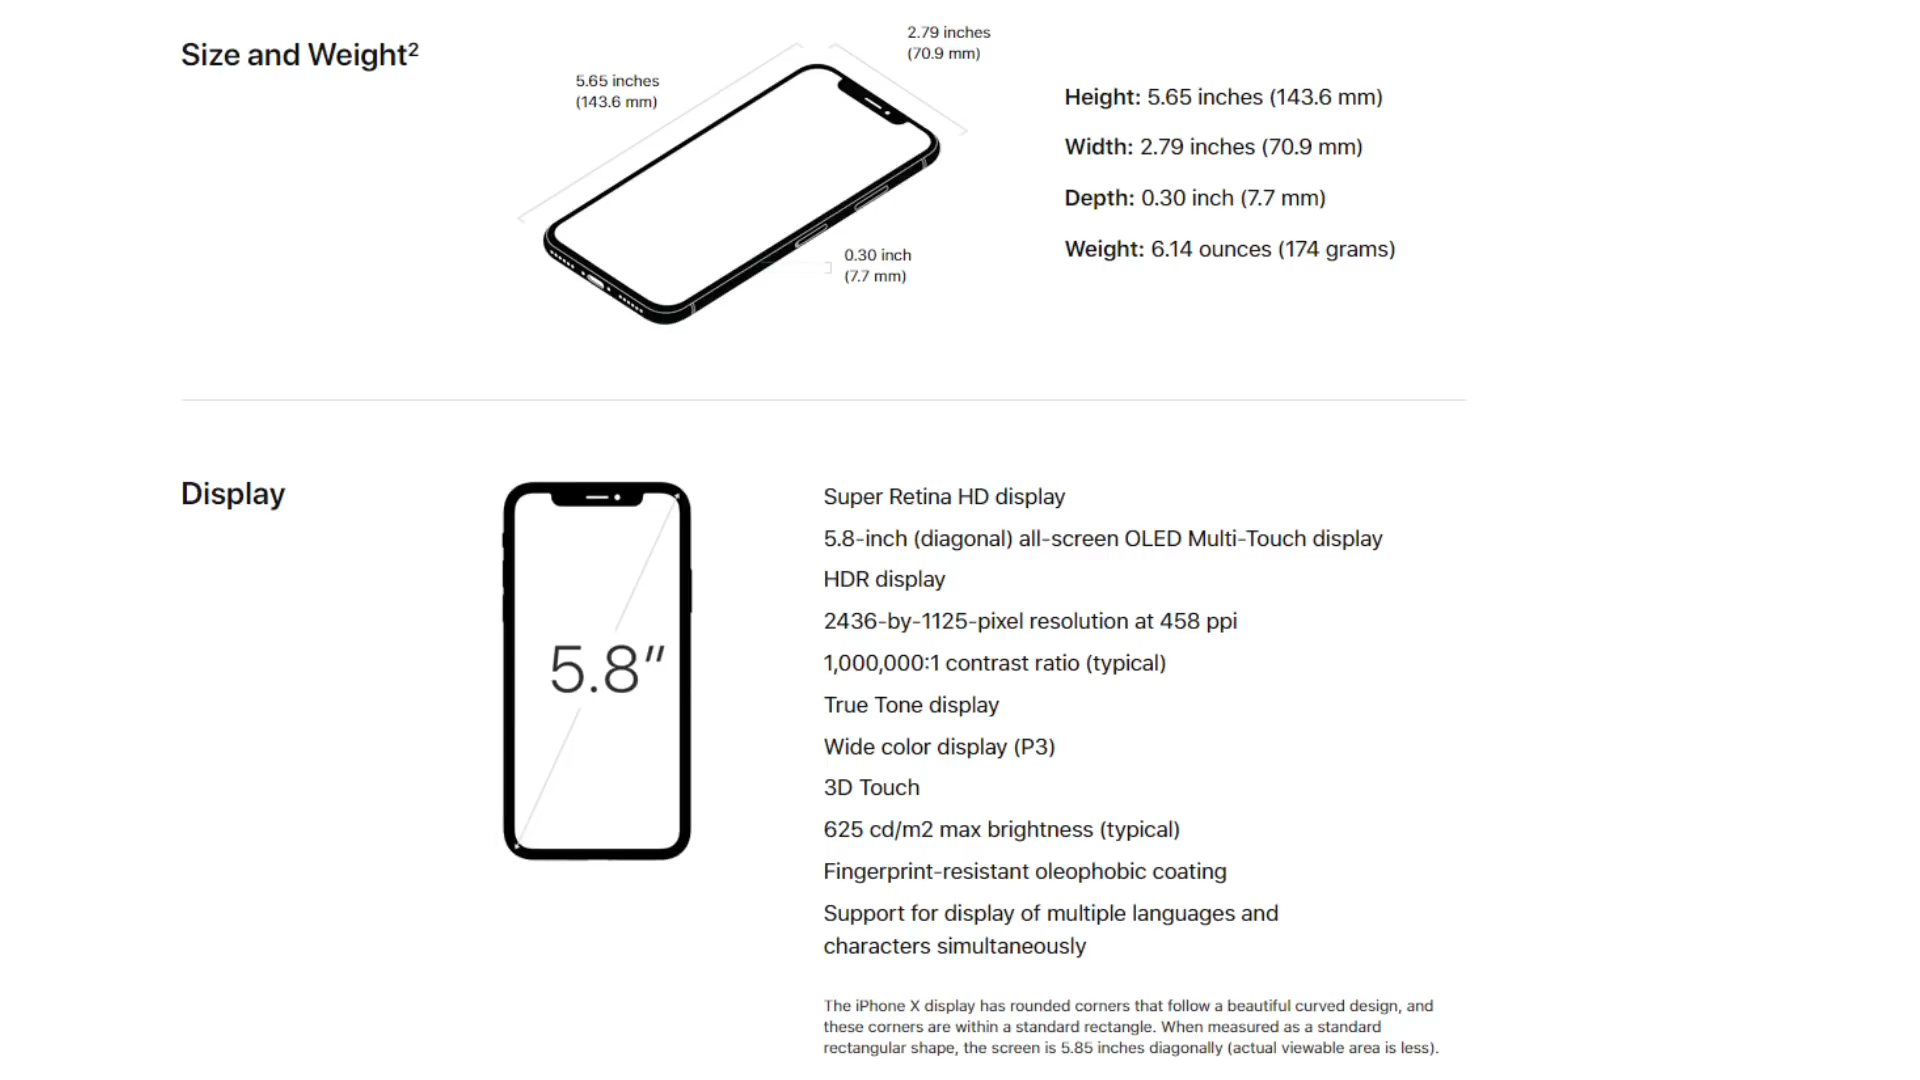 Size and Weight²
5.65 inches
(143.6 mm)
2.79 inches
(70.9 mm)
0.30 inch
(7.7 mm)
Height: 5.65 inches (143.6 mm)
Width: 2.79 inches (70.9 mm)
Depth: 0.30 inch (7.7 mm)
Weight: 6.14 ounces (174 grams)
Display
5.8″
Super Retina HD display
5.8-inch (diagonal) all-screen OLED Multi-Touch display
HDR display
2436-by-1125-pixel resolution at 458 ppi
1,000,000:1 contrast ratio (typical)
True Tone display
Wide color display (P3)
3D Touch
625 cd/m2 max brightness (typical)
Fingerprint-resistant oleophobic coating
Support for display of multiple languages and
characters simultaneously
The iPhone X display has rounded corners that follow a beautiful curved design, and
these corners are within a standard rectangle. When measured as a standard
rectangular shape, the screen is 5.85 inches diagonally (actual viewable area is less).